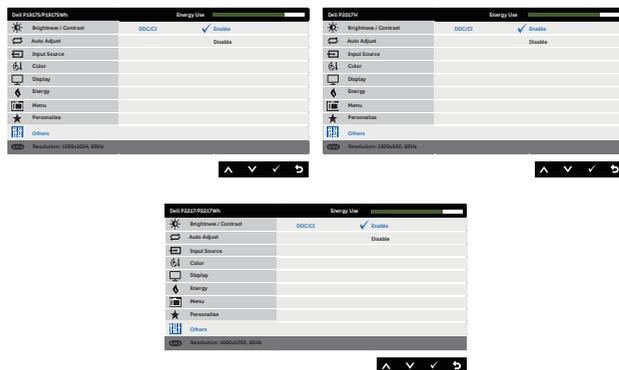 Dell P1917S/P1917SWh Energy Use
Brightness / Contrast DDC/CI Enable
Auto Adjust Disable
Input Source
Color
Display
Energy
Menu
Personalize
Others
Resolution: 1280x1024, 60Hz
Dell P2017H Energy Use
Brightness / Contrast DDC/CI Enable
Auto Adjust Disable
Input Source
Color
Display
Energy
Menu
Personalize
Others
Resolution: 1600x900, 60Hz
Dell P2217/P2217Wh Energy Use
Brightness / Contrast DDC/CI Enable
Auto Adjust Disable
Input Source
Color
Display
Energy
Menu
Personalize
Others
Resolution: 1680x1050, 60Hz